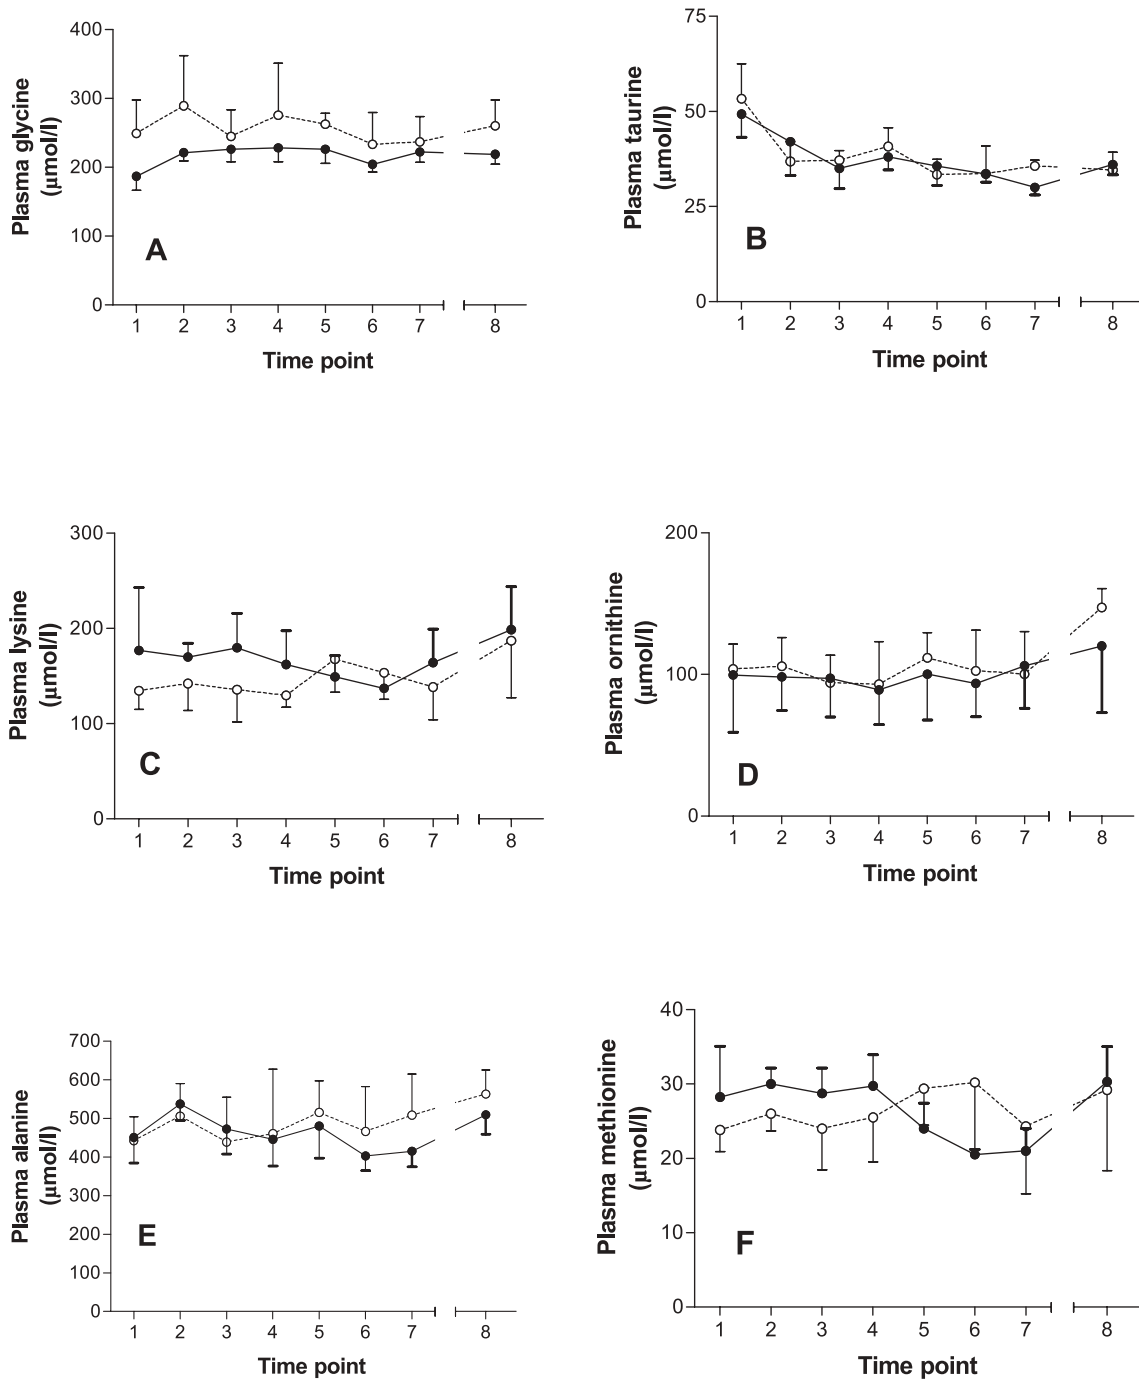 Plasma glycine
(μmol/l)
400
300
200
100
0
A
1 2 3 4 5 6 7 8
Time point
Plasma taurine
(μmol/l)
75
50
25
0
B
1 2 3 4 5 6 7 8
Time point
Plasma lysine
(μmol/l)
300
200
100
0
C
1 2 3 4 5 6 7 8
Time point
Plasma ornithine
(μmol/l)
200
100
0
D
1 2 3 4 5 6 7 8
Time point
Plasma alanine
(μmol/l)
700
600
500
400
300
200
100
0
E
1 2 3 4 5 6 7 8
Time point
Plasma methionine
(μmol/l)
40
30
20
10
0
F
1 2 3 4 5 6 7 8
Time point